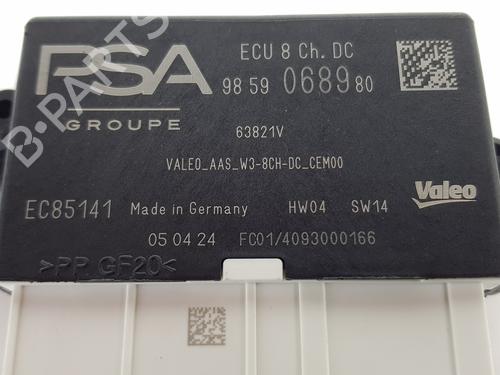 PSA
GROUPE
ECU 8 Ch. DC
98 59 0689 80
63821V
VALEO_AAS_W3-8CH-DC_CEM00
EC85141 Made in Germany HW04 SW14 Valeo
05 04 24 FC01/4093000166
>PP GF20<
B-PARTS